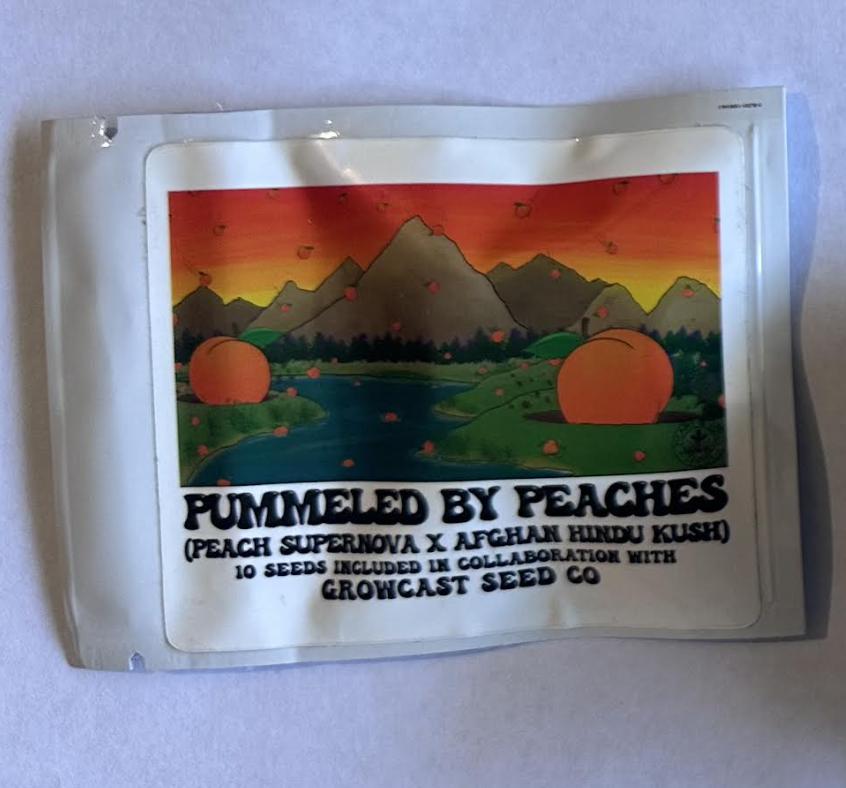 PUMMELED BY PEACHES
(PEACH SUPERNOVA X AFGHAN HINDU KUSH)
10 SEEDS INCLUDED IN COLLABORATION WITH
GROWCAST SEED CO